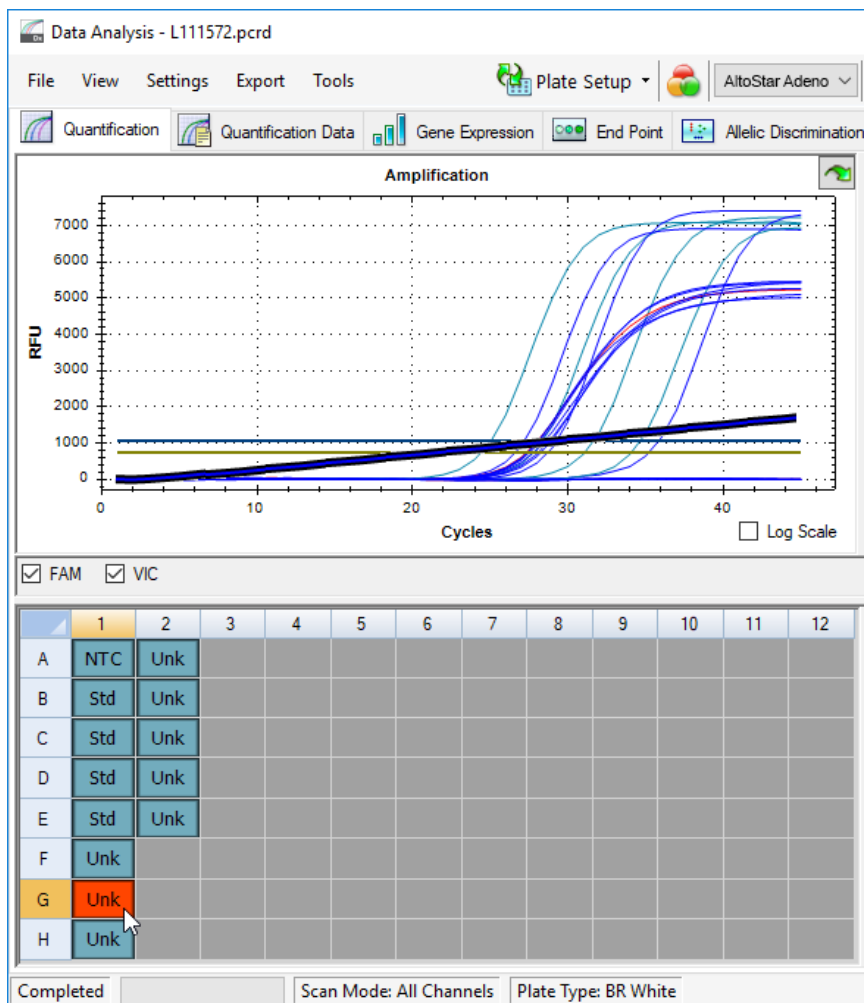 Data Analysis - L111572.pcrd
File View Settings Export Tools Plate Setup AltoStar Adeno
Quantification Quantification Data Gene Expression End Point Allelic Discrimination
Amplification
7000
6000
5000
4000
3000
2000
1000
0
RFU
0 10 20 30 40
Cycles
Log Scale
FAM VIC
1 2 3 4 5 6 7 8 9 10 11 12
A NTC Unk
B Std Unk
C Std Unk
D Std Unk
E Std Unk
F Unk
G Unk
H Unk
Completed Scan Mode: All Channels Plate Type: BR White